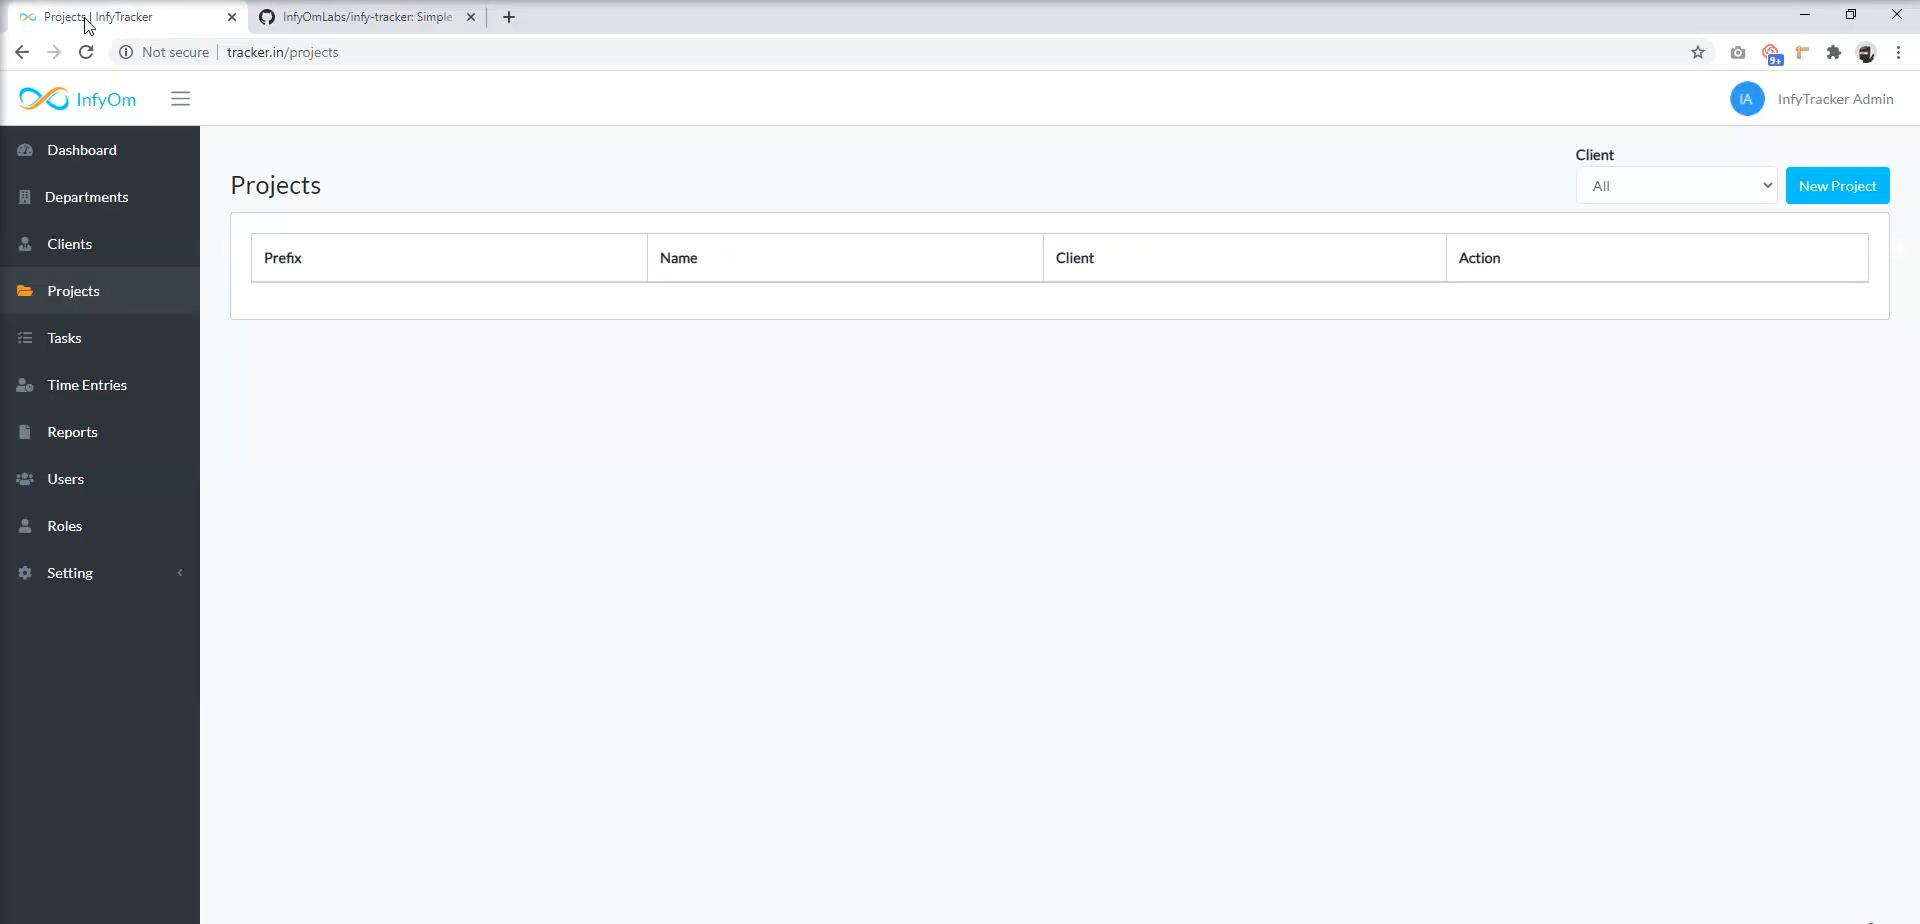 Projects | InfyTracker
InfyOmLabs/infy-tracker: Simple
Not secure
tracker.in/projects
9+
InfyOm
IA
InfyTracker Admin
Dashboard
Departments
Clients
Projects
Tasks
Time Entries
Reports
Users
Roles
Setting
Client
Projects
All
New Project
Prefix
Name
Client
Action